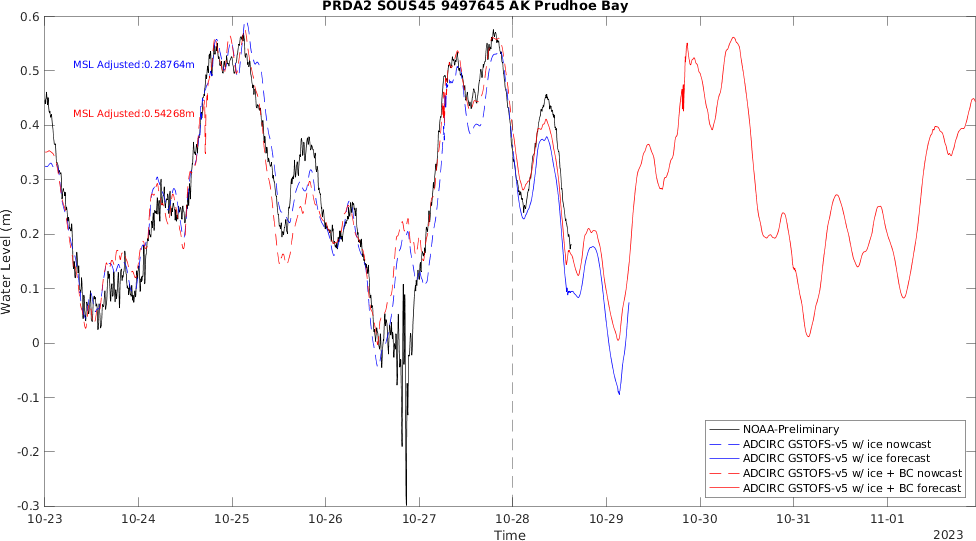 PRDA2 SOUS45 9497645 AK Prudhoe Bay
0.6
0.5
0.4
0.3
0.2
0.1
0
-0.1
-0.2
-0.3
Water Level (m)
MSL Adjusted:0.28764m
MSL Adjusted:0.54268m
NOAA-Preliminary
ADCIRC GSTOFS-v5 w/ ice nowcast
ADCIRC GSTOFS-v5 w/ ice forecast
ADCIRC GSTOFS-v5 w/ ice + BC nowcast
ADCIRC GSTOFS-v5 w/ ice + BC forecast
10-23 10-24 10-25 10-26 10-27 10-28 10-29 10-30 10-31 11-01
Time
2023